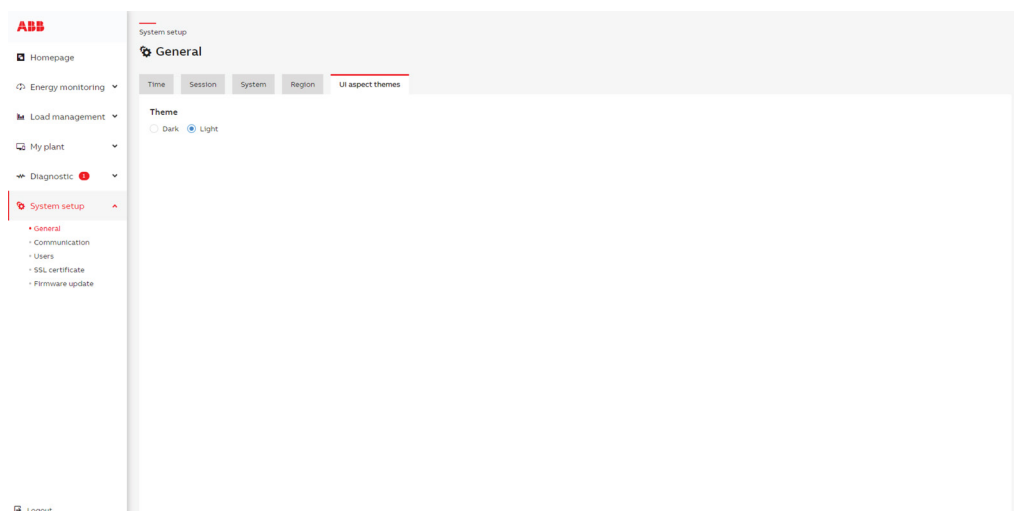 ABB
Homepage
Energy monitoring
Load management
My plant
Diagnostic 1
System setup
General
Communication
Users
SSL certificate
Firmware update
Logout
System setup
General
Time Session System Region UI aspect themes
Theme
Dark Light